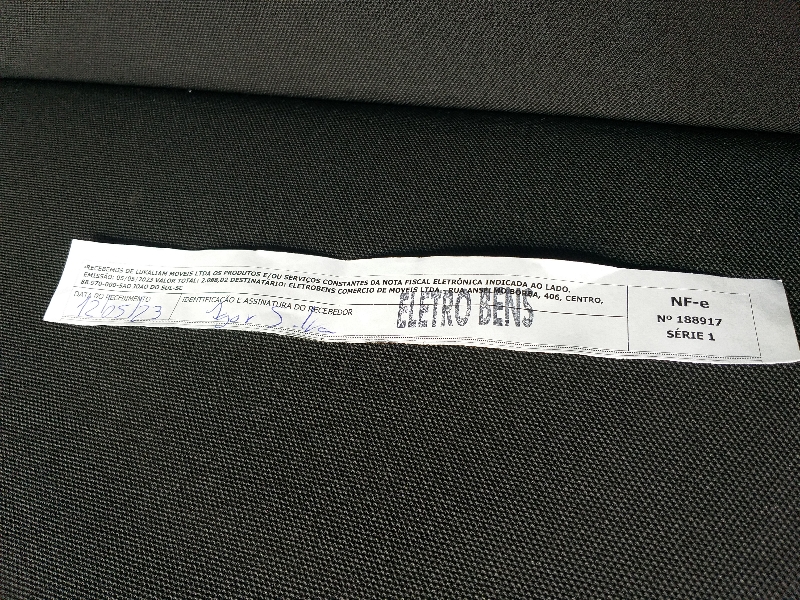 RECEBEMOS DE LUKALIAM MOVEIS LTDA OS PRODUTOS E/OU SERVIÇOS CONSTANTES DA NOTA FISCAL ELETRÔNICA INDICADA AO LADO.
EMISSÃO: 05/05/2023 VALOR TOTAL: 2.088,02 DESTINATÁRIO: ELETROBENS COMERCIO DE MOVEIS LTDA - RUA ANSELMO BORBA, 406, CENTRO,
88-970-000-SAO JOAO DO SUL-SC
DATA DO RECEBIMENTO
12/05/23
IDENTIFICAÇÃO E ASSINATURA DO RECEBEDOR
ELETRO BENS
NF-e
Nº 188917
SÉRIE 1